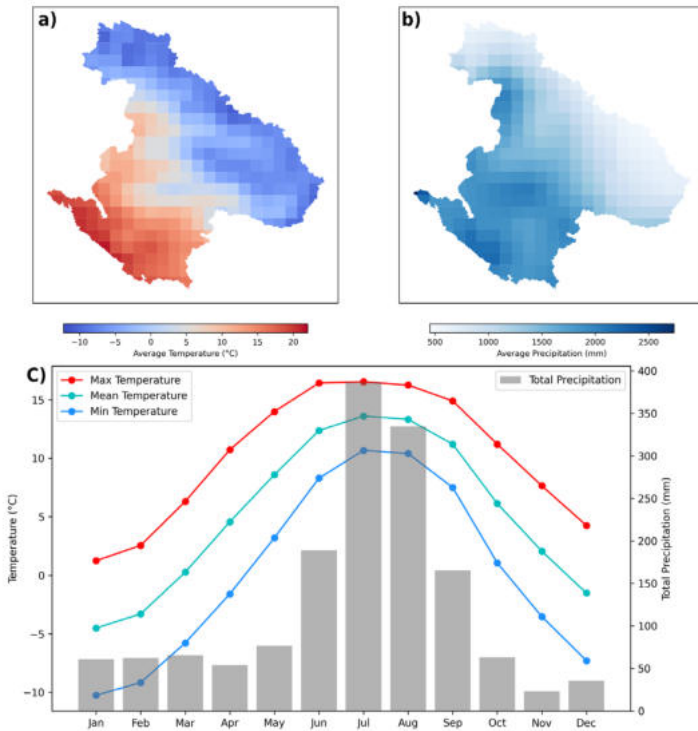 a)
b)
−10 −5 0 5 10 15 20
Average Temperature (°C)
500 1000 1500 2000 2500
Average Precipitation (mm)
C)
Max Temperature
Mean Temperature
Min Temperature
Total Precipitation
15
10
5
0
−5
−10
Temperature (°C)
400
350
300
250
200
150
100
50
0
Total Precipitation (mm)
Jan Feb Mar Apr May Jun Jul Aug Sep Oct Nov Dec